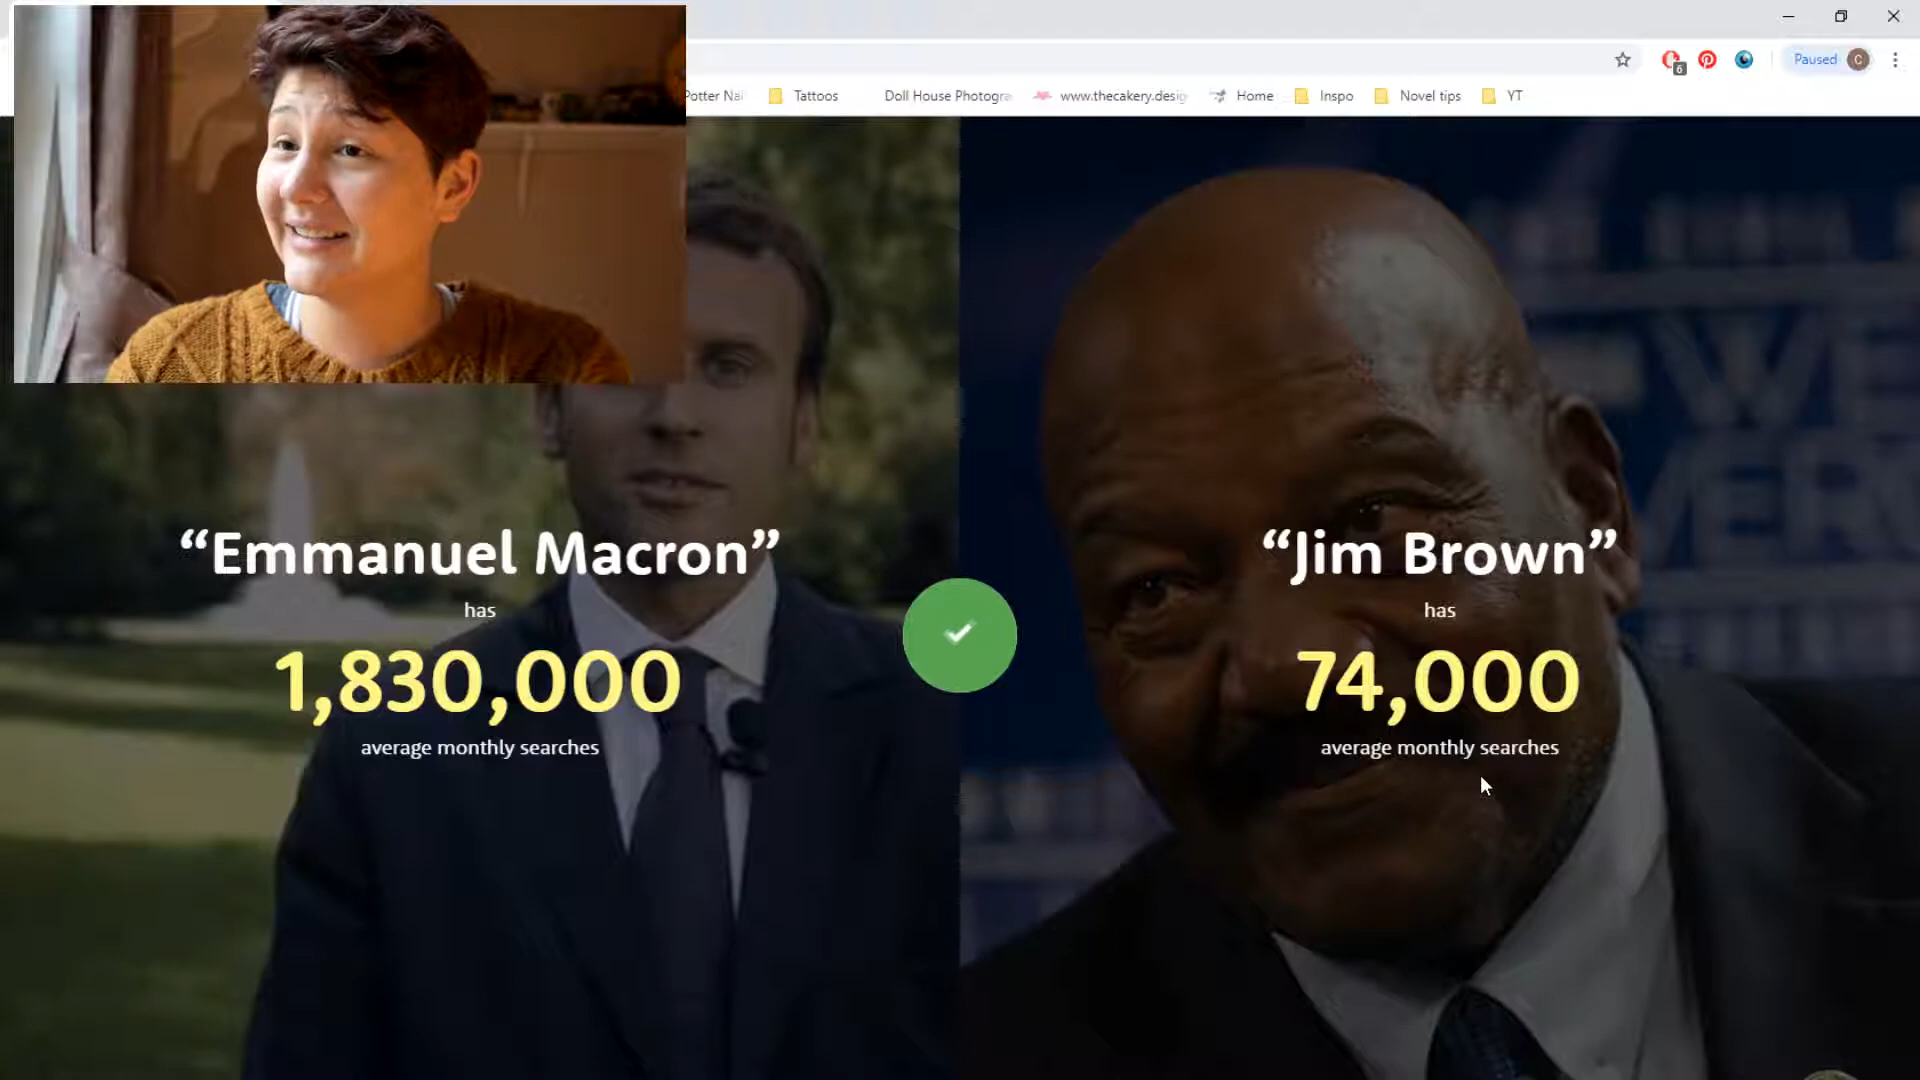 Paused
C
6
Potter Nai
Tattoos
Doll House Photogra
www.thecakery.desig
Home
Inspo
Novel tips
YT
“Emmanuel Macron”
has
1,830,000
average monthly searches
“Jim Brown”
has
74,000
average monthly searches